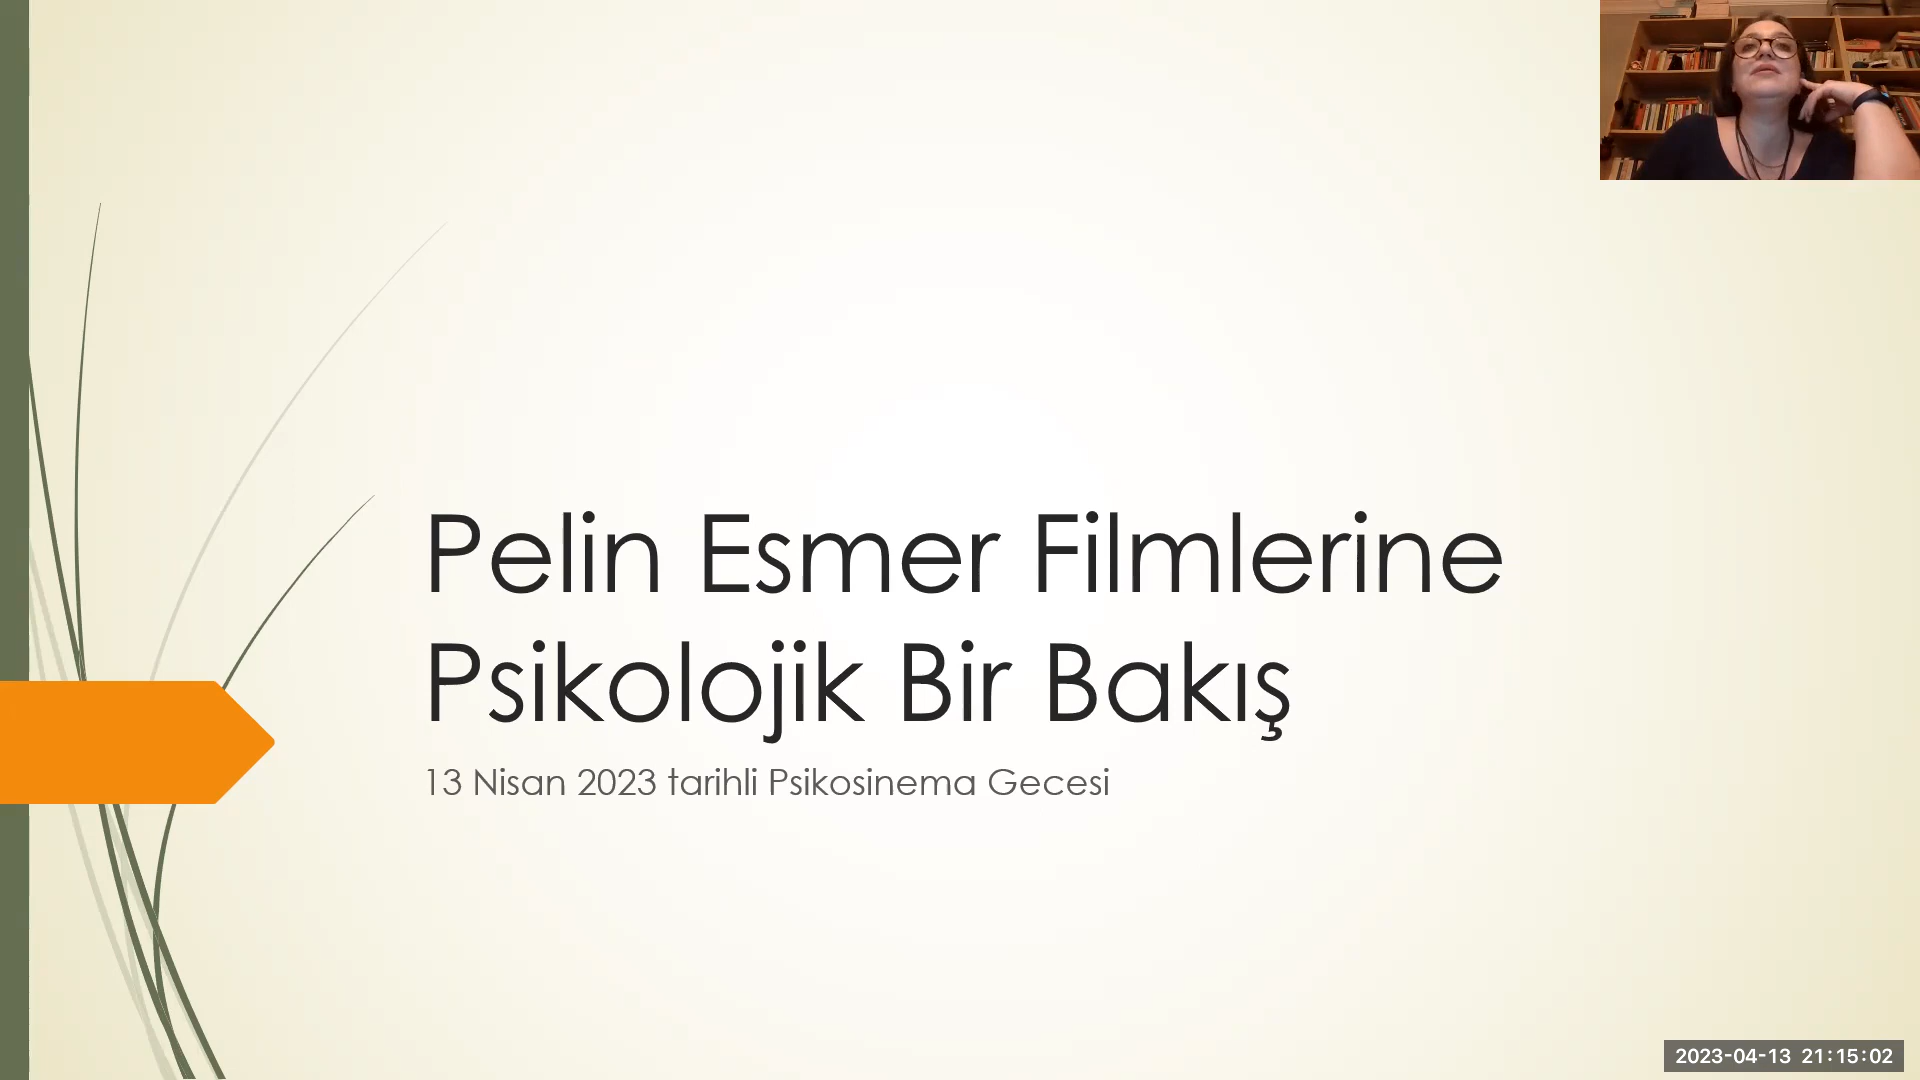 Pelin Esmer Filmlerine
Psikolojik Bir Bakış
13 Nisan 2023 tarihli Psikosinema Gecesi
2023-04-13 21:15:02